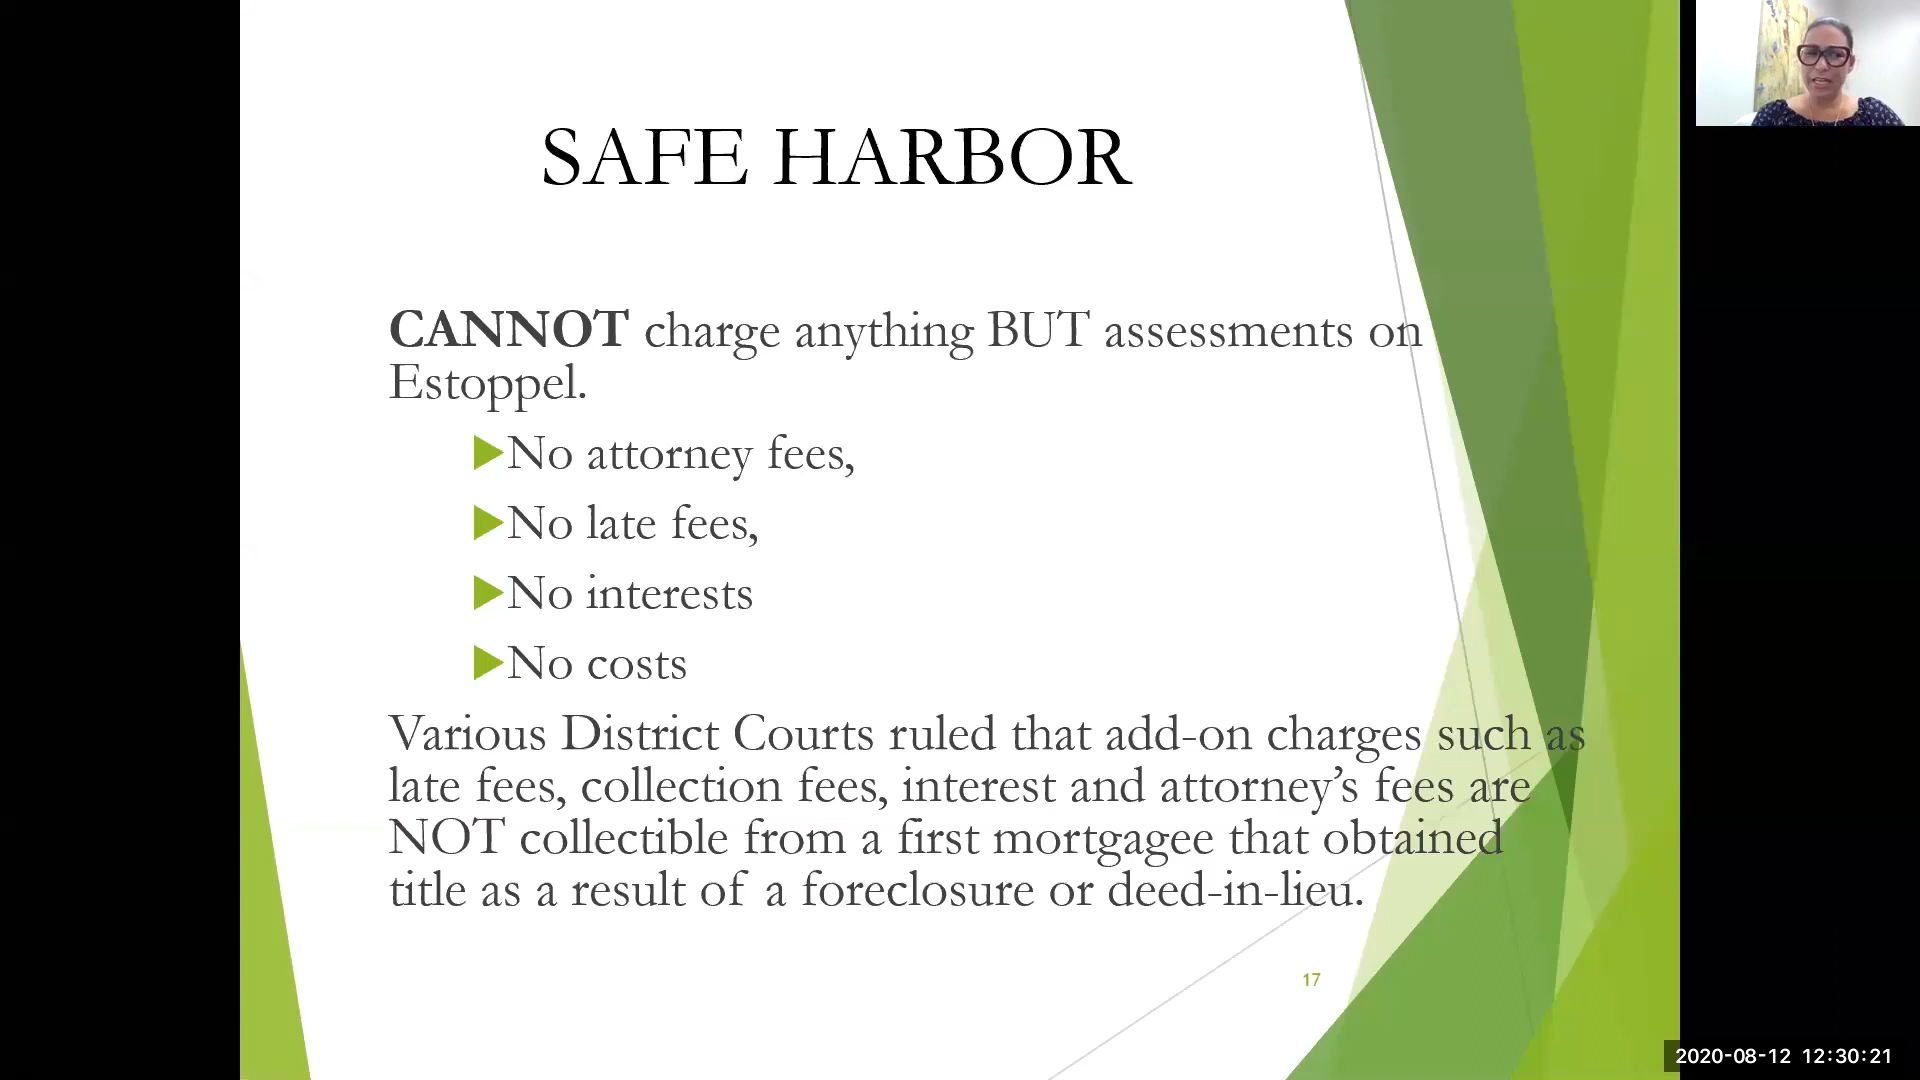 SAFE HARBOR
CANNOT charge anything BUT assessments on
Estoppel.
No attorney fees,
No late fees,
No interests
No costs
Various District Courts ruled that add-on charges such as
late fees, collection fees, interest and attorney’s fees are
NOT collectible from a first mortgagee that obtained
title as a result of a foreclosure or deed-in-lieu.
17
2020-08-12 12:30:21